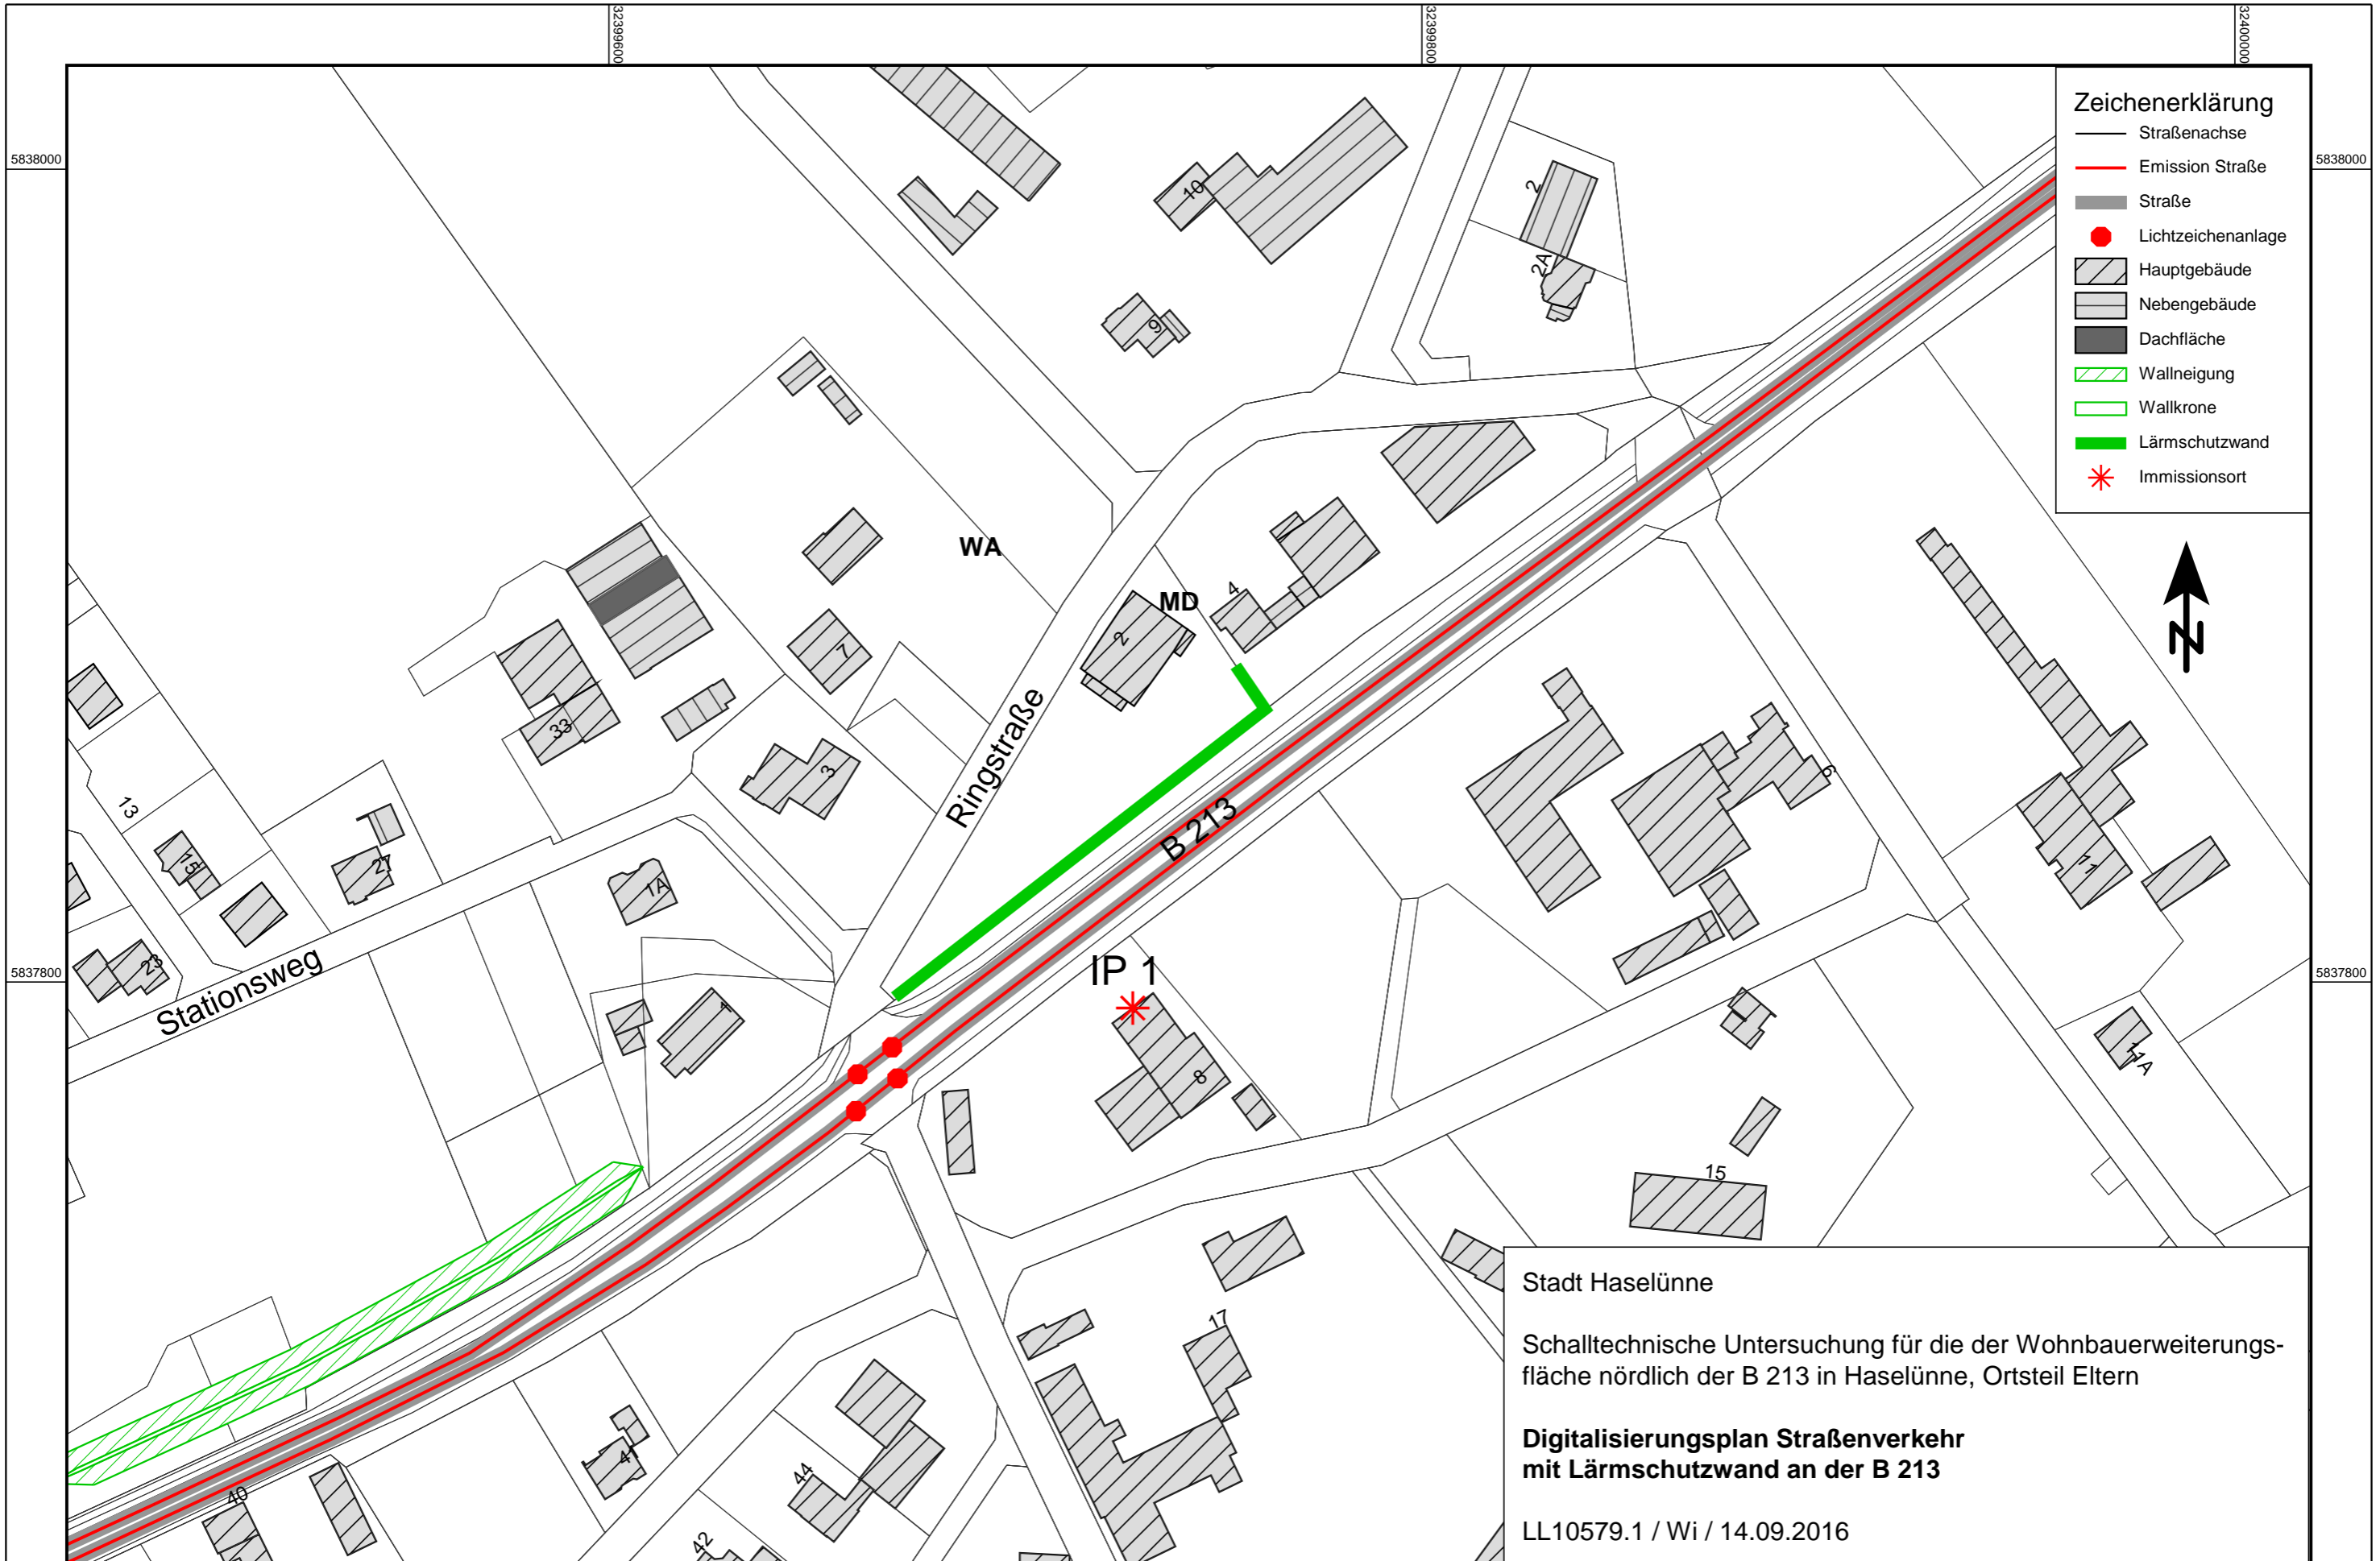 32399600
32399800
32400000
5838000
5838000
Zeichenerklärung
Straßenachse
Emission Straße
Straße
Lichtzeichenanlage
Hauptgebäude
Nebengebäude
Dachfläche
Wallneigung
Wallkrone
Lärmschutzwand
Immissionsort
10
2
2A
9
WA
MD
4
2
7
33
3
Ringstraße
N
13
15
27
1A
B 213
6
11
23
Stationsweg
5837800
5837800
IP 1
1
8
11A
15
17
41
44
40
42
Stadt Haselünne
Schalltechnische Untersuchung für die der Wohnbauerweiterungs-
fläche nördlich der B 213 in Haselünne, Ortsteil Eltern
Digitalisierungsplan Straßenverkehr
mit Lärmschutzwand an der B 213
LL10579.1 / Wi / 14.09.2016